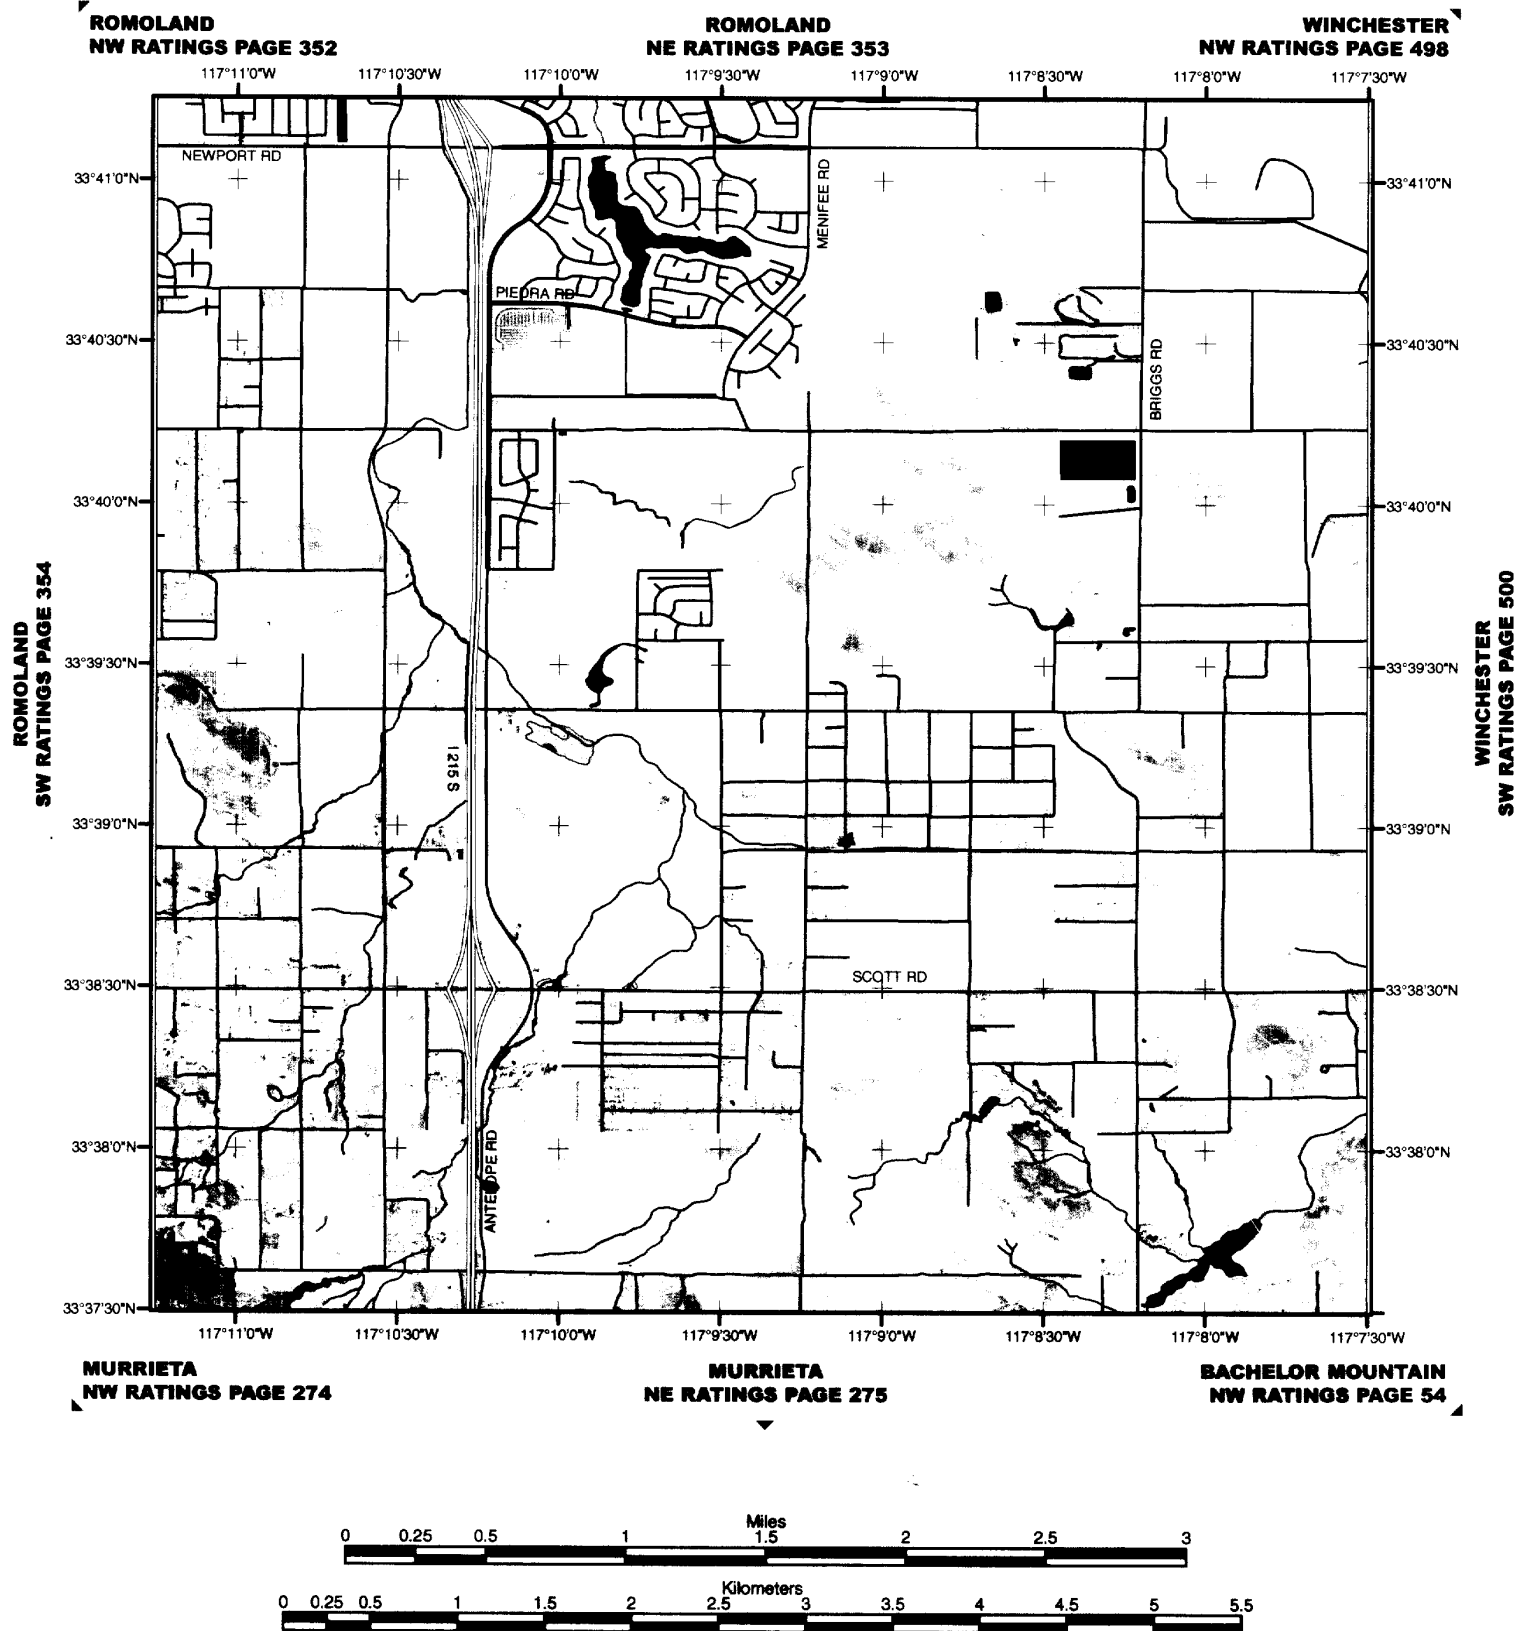 ROMOLAND
NW RATINGS PAGE 352
ROMOLAND
NE RATINGS PAGE 353
WINCHESTER
NW RATINGS PAGE 498
117°11'0"W 117°10'30"W 117°10'0"W 117°9'30"W 117°9'0"W 117°8'30"W 117°8'0"W 117°7'30"W
NEWPORT RD
MENIFEE RD
33°41'0"N 33°41'0"N
PIEDRA RD
33°40'30"N 33°40'30"N
BRIGGS RD
33°40'0"N 33°40'0"N
ROMOLAND
SW RATINGS PAGE 354
WINCHESTER
SW RATINGS PAGE 500
33°39'30"N 33°39'30"N
I 215 S
33°39'0"N 33°39'0"N
SCOTT RD
33°38'30"N 33°38'30"N
ANTELOPE RD
33°38'0"N 33°38'0"N
33°37'30"N
117°11'0"W 117°10'30"W 117°10'0"W 117°9'30"W 117°9'0"W 117°8'30"W 117°8'0"W 117°7'30"W
MURRIETA
NW RATINGS PAGE 274
MURRIETA
NE RATINGS PAGE 275
BACHELOR MOUNTAIN
NW RATINGS PAGE 54
Miles
0 0.25 0.5 1 1.5 2 2.5 3
Kilometers
0 0.25 0.5 1 1.5 2 2.5 3 3.5 4 4.5 5 5.5